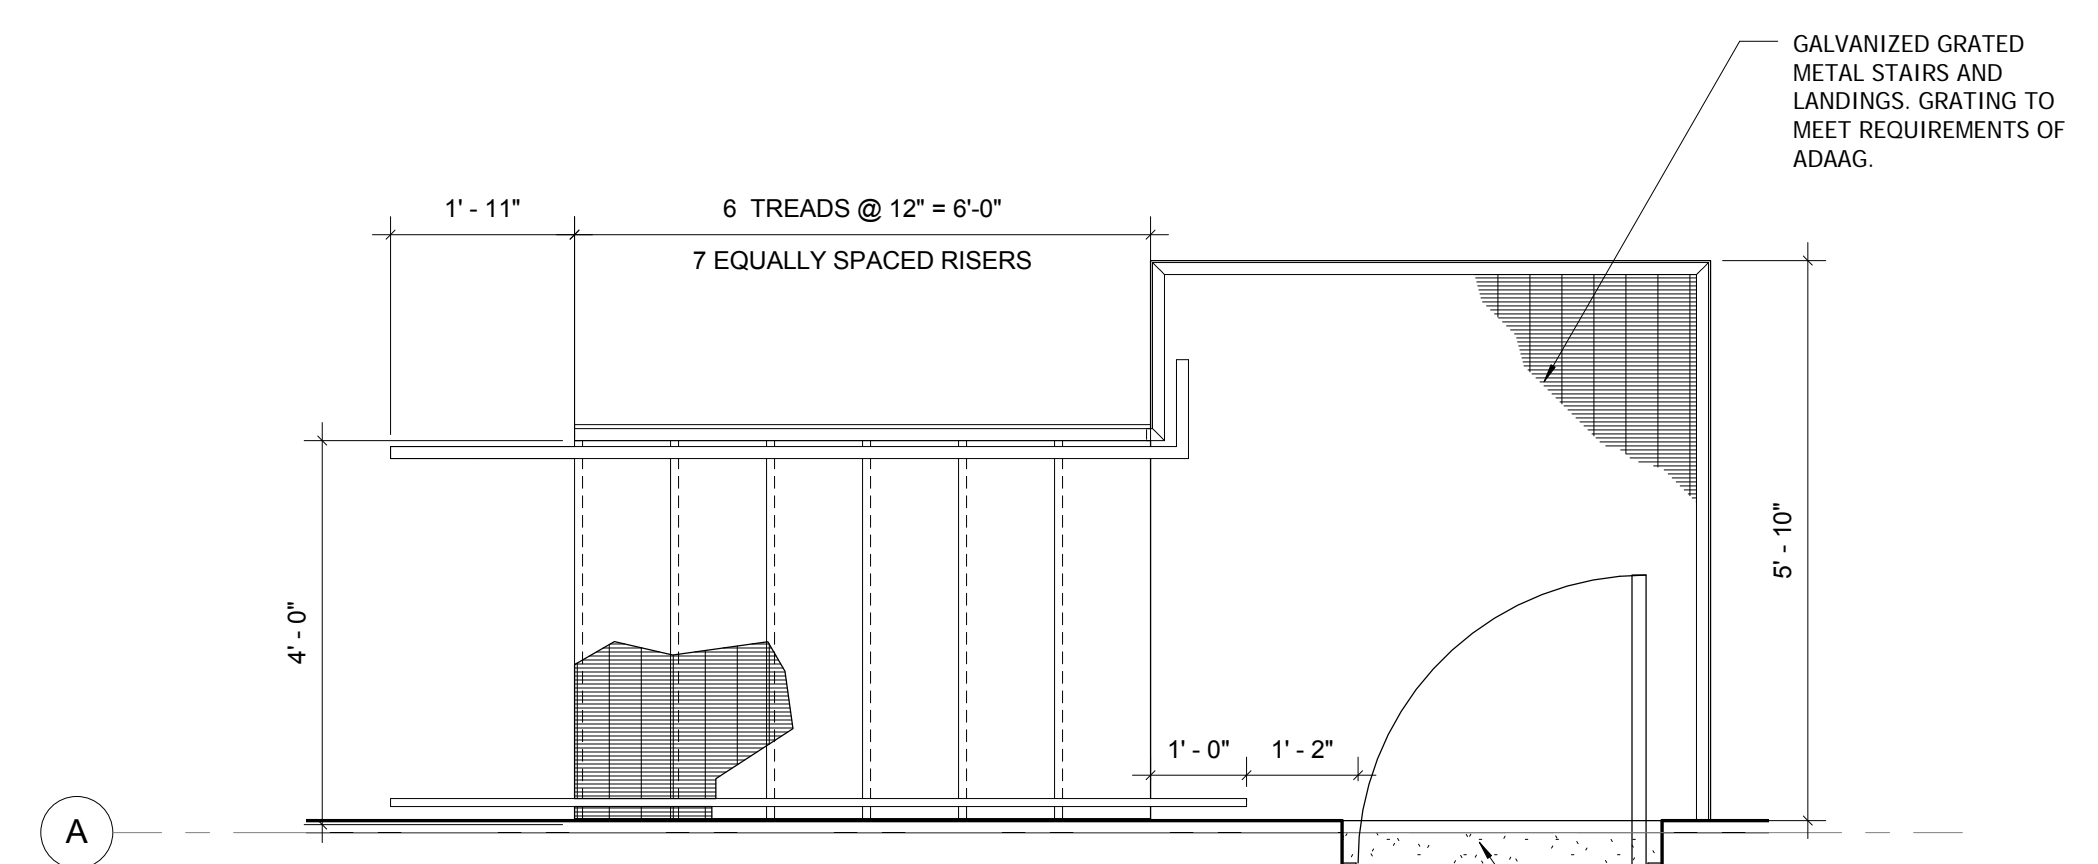 GALVANIZED GRATED
METAL STAIRS AND
LANDINGS. GRATING TO
MEET REQUIREMENTS OF
ADAAG.
1' - 11"
6 TREADS @ 12" = 6'-0"
7 EQUALLY SPACED RISERS
5' - 10"
4' - 0"
1' - 0"
1' - 2"
A